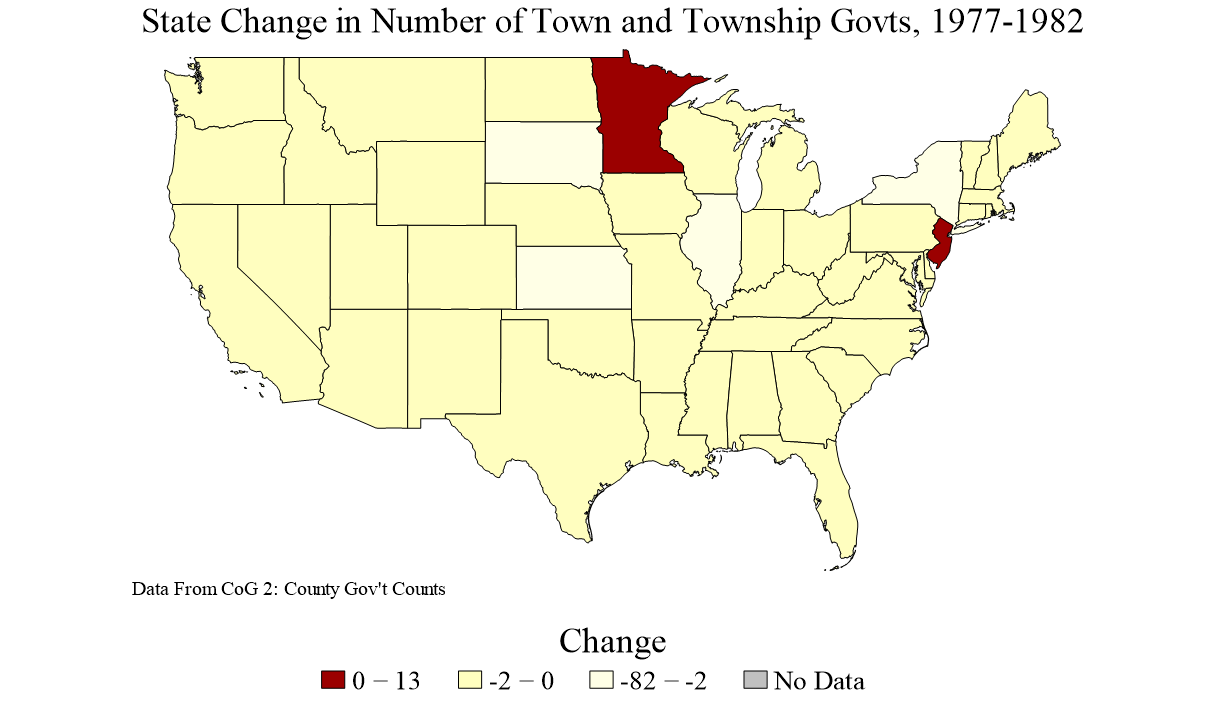 State Change in Number of Town and Township Govts, 1977-1982
Data From CoG 2: County Gov't Counts
Change
0 − 13 -2 − 0 -82 − -2 No Data